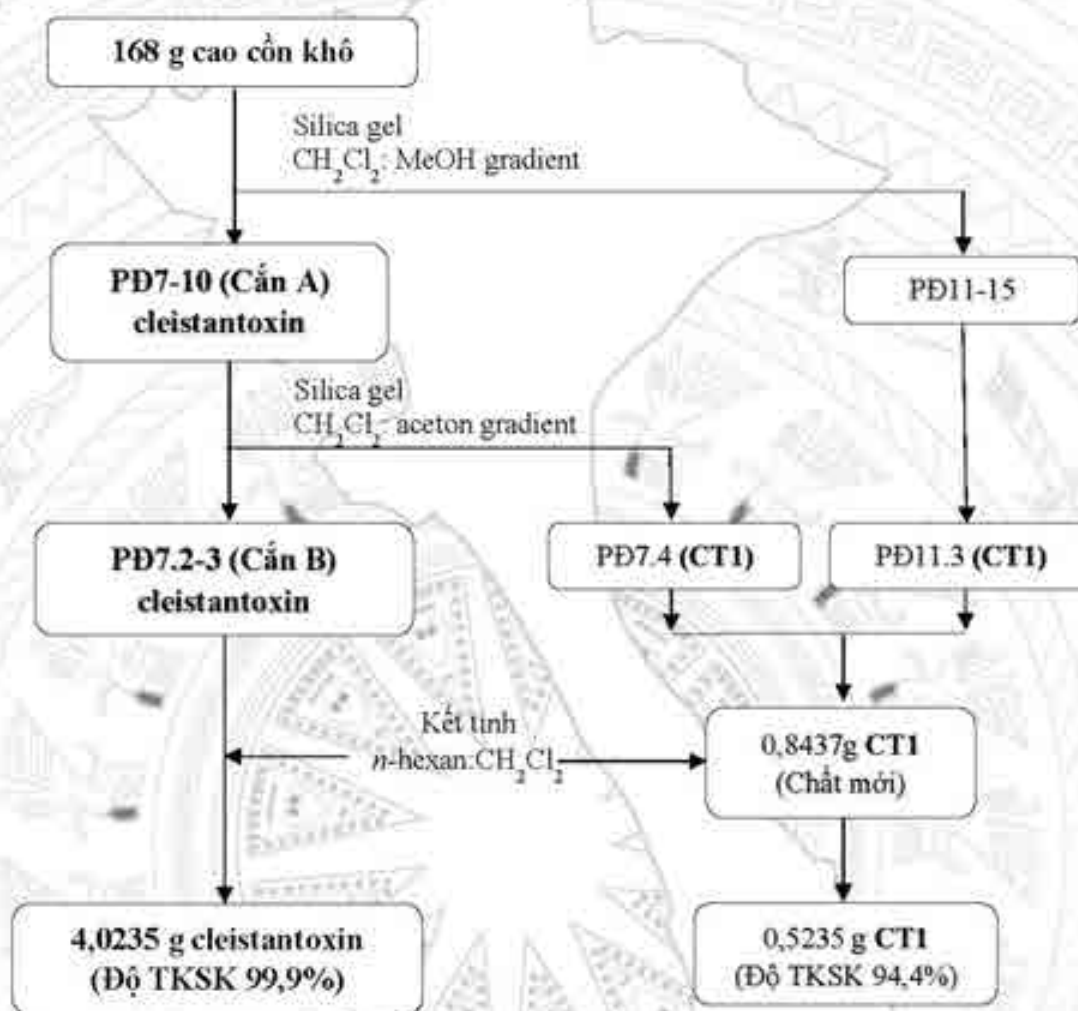 168 g cao cồn khô
Silica gel
CH₂Cl₂: MeOH gradient
PĐ7-10 (Cắn A)
cleistantoxin
PĐ11-15
Silica gel
CH₂Cl₂- aceton gradient
PĐ7.2-3 (Cắn B)
cleistantoxin
PĐ7.4 (CT1)
PĐ11.3 (CT1)
Kết tinh
n-hexan:CH₂Cl₂
0,8437g CT1
(Chất mới)
4,0235 g cleistantoxin
(Độ TKSK 99,9%)
0,5235 g CT1
(Độ TKSK 94,4%)